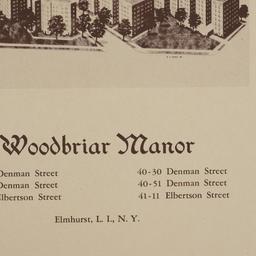 Woodbriar Manor
Denman Street 40-30 Denman Street
Denman Street 40-51 Denman Street
Elbertson Street 41-11 Elbertson Street
Elmhurst, L. I., N. Y.